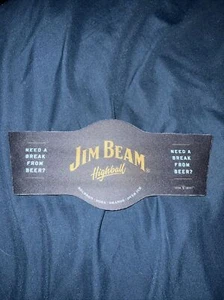 NEED A
BREAK
FROM
BEER?
JIM BEAM
Highball
NEED A
BREAK
FROM
BEER?